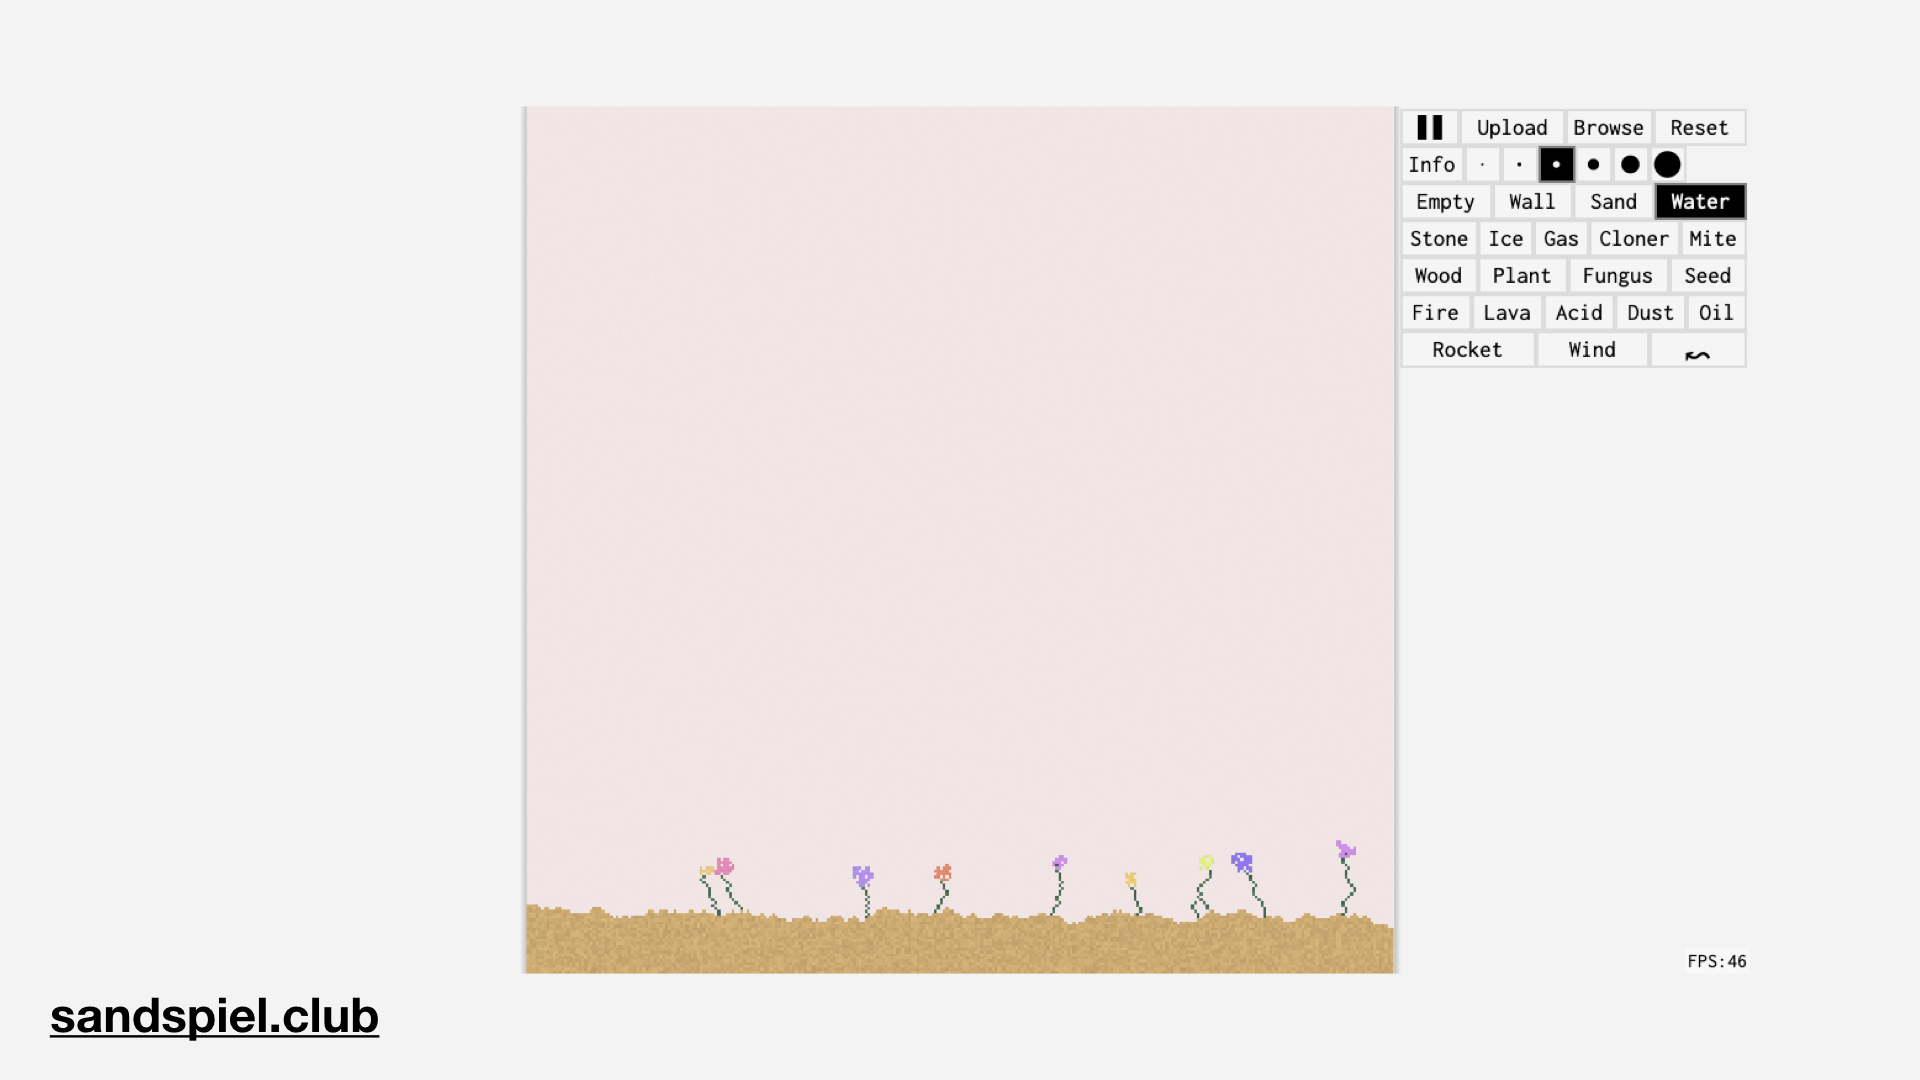 Upload Browse Reset
Info
Empty Wall Sand Water
Stone Ice Gas Cloner Mite
Wood Plant Fungus Seed
Fire Lava Acid Dust Oil
Rocket Wind
FPS:46
sandspiel.club